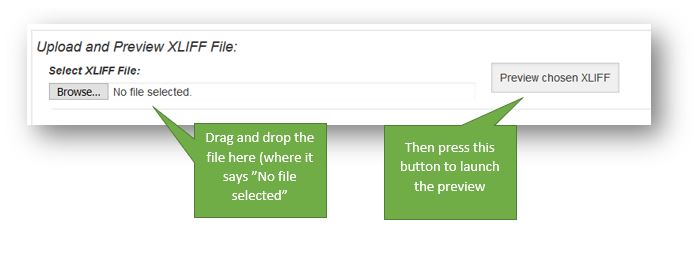 Upload and Preview XLIFF File:
Select XLIFF File:
Browse... No file selected.
Preview chosen XLIFF
Drag and drop the
file here (where it
says ”No file
selected”
Then press this
button to launch
the preview